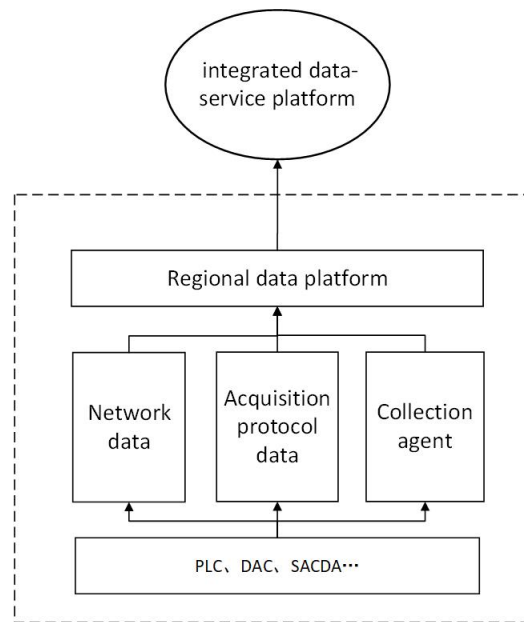 integrated data-
service platform
Regional data platform
Network
data
Acquisition
protocol
data
Collection
agent
PLC、DAC、SACDA…